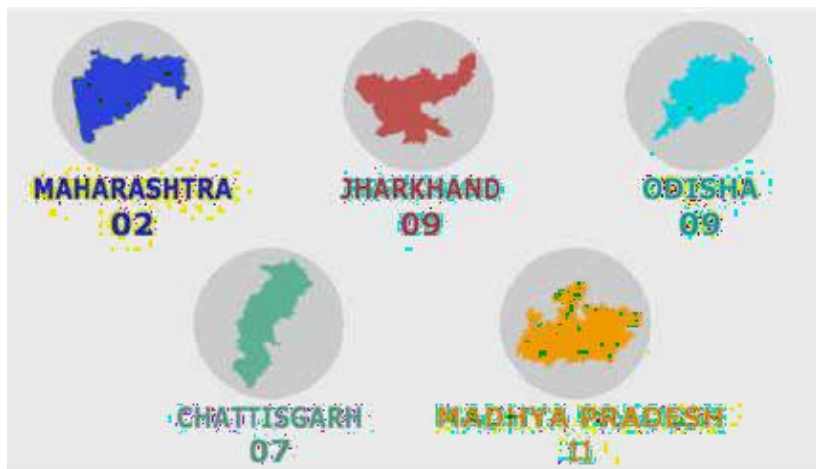 MAHARASHTRA
02
JHARKHAND
09
ODISHA
09
CHATTISGARH
07
MADHYA PRADESH
11